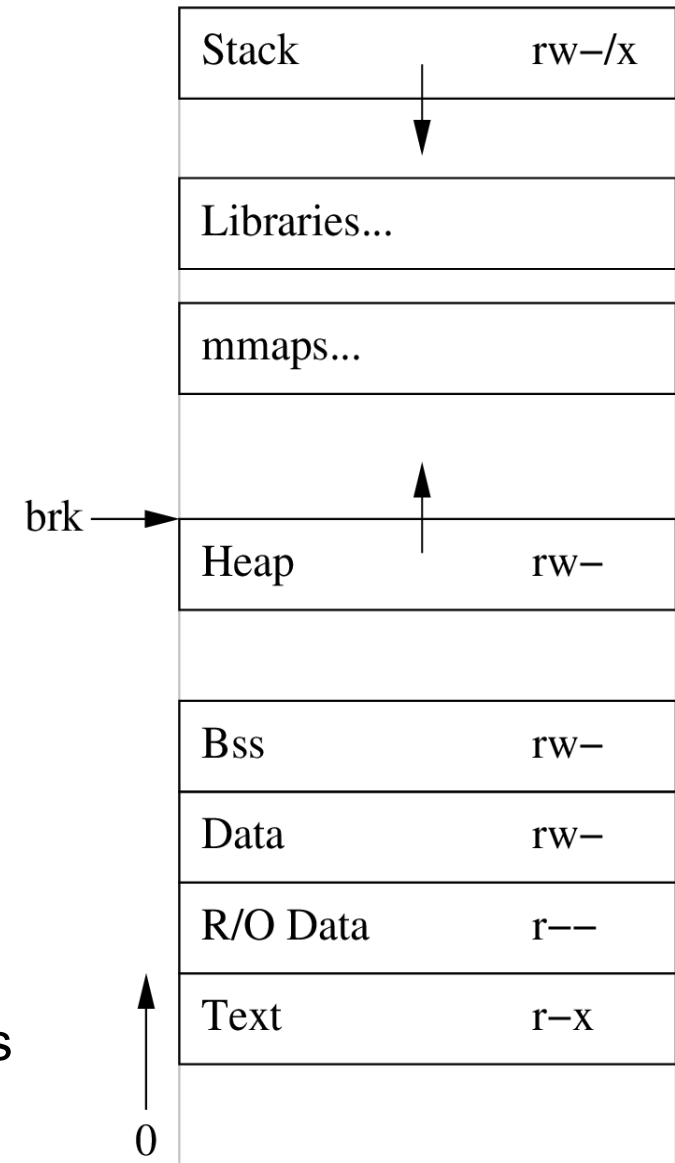 Stack rw−/x
Libraries...
mmaps...
brk
Heap rw−
Bss rw−
Data rw−
R/O Data r−−
Text r−x
s
0